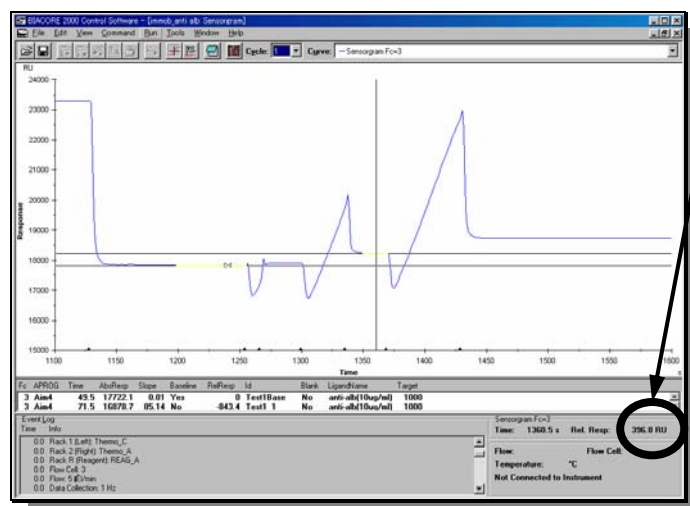 BIACORE 2000 Control Software - [immob_anti alb Sensorgram]
File Edit View Command Run Tools Window Help
Cycle: 1 Curve: Sensorgram Fc=3
RU
24000
23000
22000
21000
20000
19000
18000
17000
16000
15000
Response
1100 1150 1200 1250 1300 1350 1400 1450 1500 1550 1600
Time s
Fc APROG Time AbsResp Slope Baseline RelResp Id Blank LigandName Target
3 Aim4 49.5 17722.1 0.01 Yes 0 Test1Base No anti-alb(10ug/ml) 1000
3 Aim4 71.5 16878.7 85.14 No -843.4 Test1 1 No anti-alb(10ug/ml) 1000
Event Log
Time Info
0.0 Rack 1 (Left): Thermo_C
0.0 Rack 2 (Right): Thermo_A
0.0 Rack R (Reagent): REAG_A
0.0 Flow Cell: 3
0.0 Flow: 5 /min
0.0 Data Collection: 1 Hz
Sensorgram Fc=3
Time: 1360.5 s Rel. Resp: 396.0 RU
Flow: Flow Cell:
Temperature: °C
Not Connected to Instrument